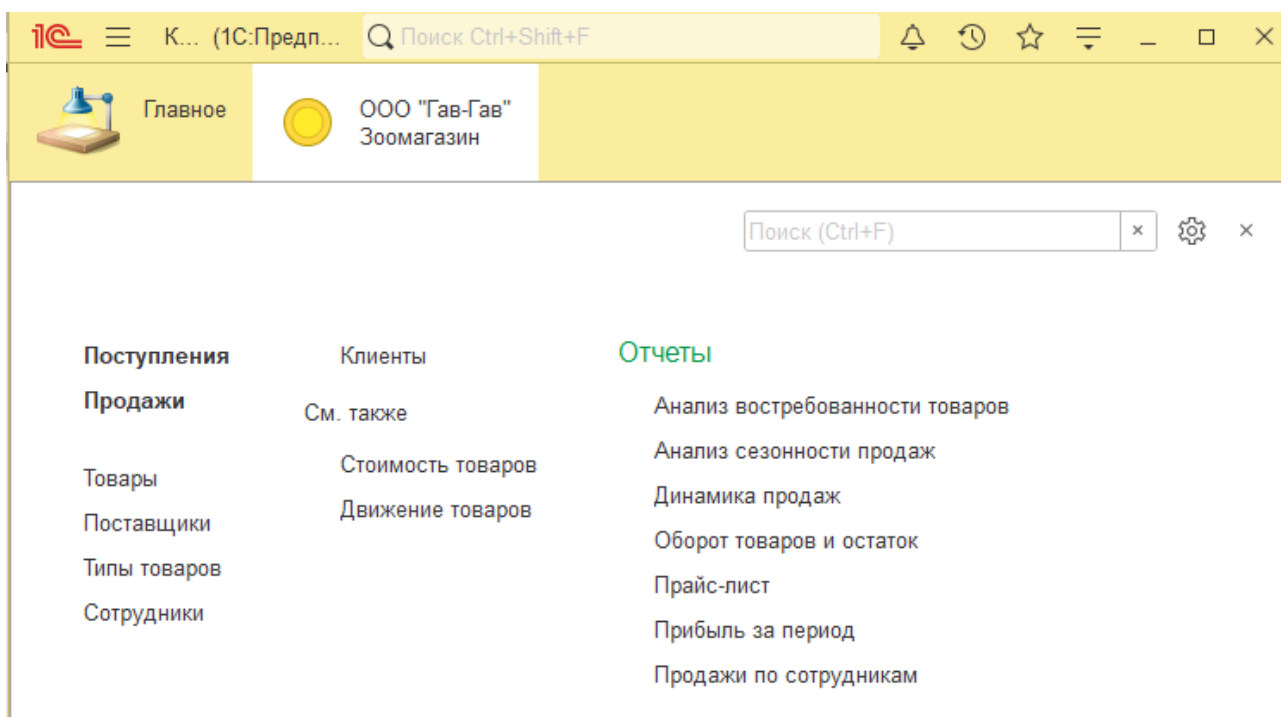 1С К... (1С:Предп... Поиск Ctrl+Shift+F
Главное
ООО "Гав-Гав"
Зоомагазин
Поиск (Ctrl+F)
Поступления
Продажи
Товары
Поставщики
Типы товаров
Сотрудники
Клиенты
См. также
Стоимость товаров
Движение товаров
Отчеты
Анализ востребованности товаров
Анализ сезонности продаж
Динамика продаж
Оборот товаров и остаток
Прайс-лист
Прибыль за период
Продажи по сотрудникам